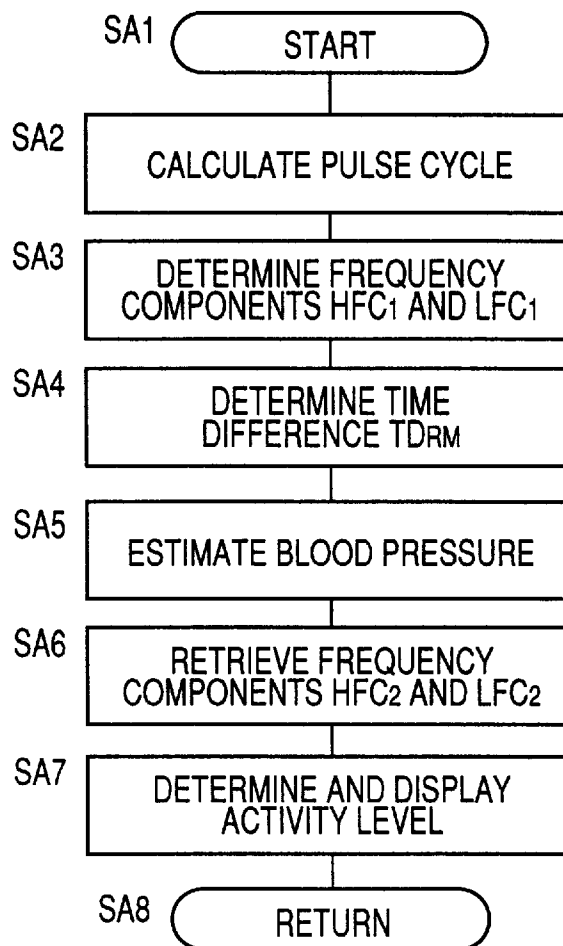 SA1 START
SA2 CALCULATE PULSE CYCLE
SA3 DETERMINE FREQUENCY
COMPONENTS HFC₁ AND LFC₁
SA4 DETERMINE TIME
DIFFERENCE TDRM
SA5 ESTIMATE BLOOD PRESSURE
SA6 RETRIEVE FREQUENCY
COMPONENTS HFC₂ AND LFC₂
SA7 DETERMINE AND DISPLAY
ACTIVITY LEVEL
SA8 RETURN